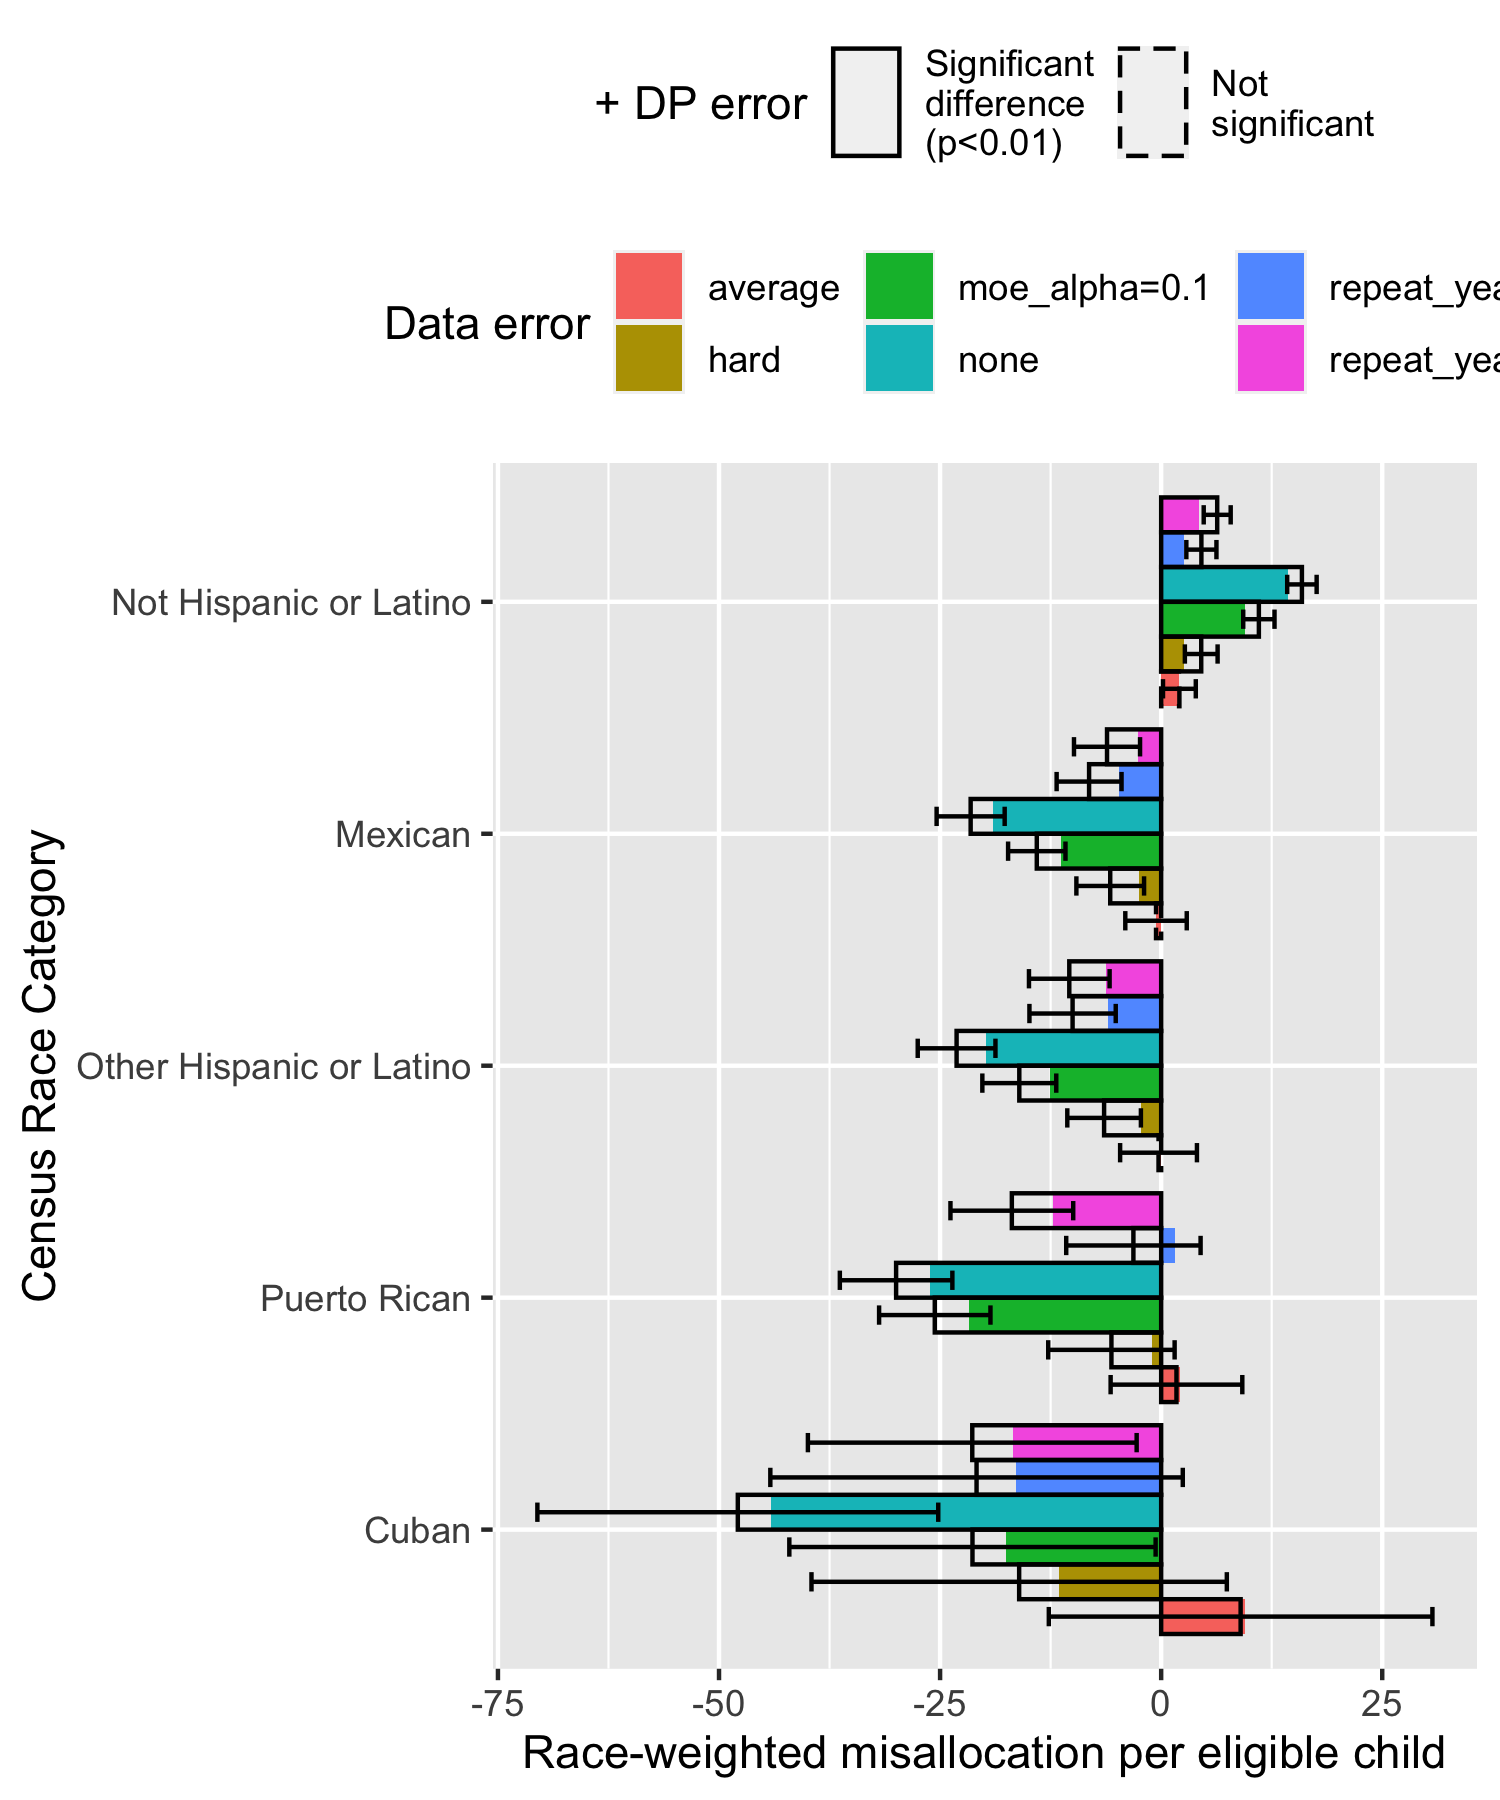 + DP error
Significant
difference
(p<0.01)
Not
significant
Data error
average
hard
moe_alpha=0.1
none
repeat_yea
repeat_yea
Census Race Category
Not Hispanic or Latino
Mexican
Other Hispanic or Latino
Puerto Rican
Cuban
-75
-50
-25
0
25
Race-weighted misallocation per eligible child